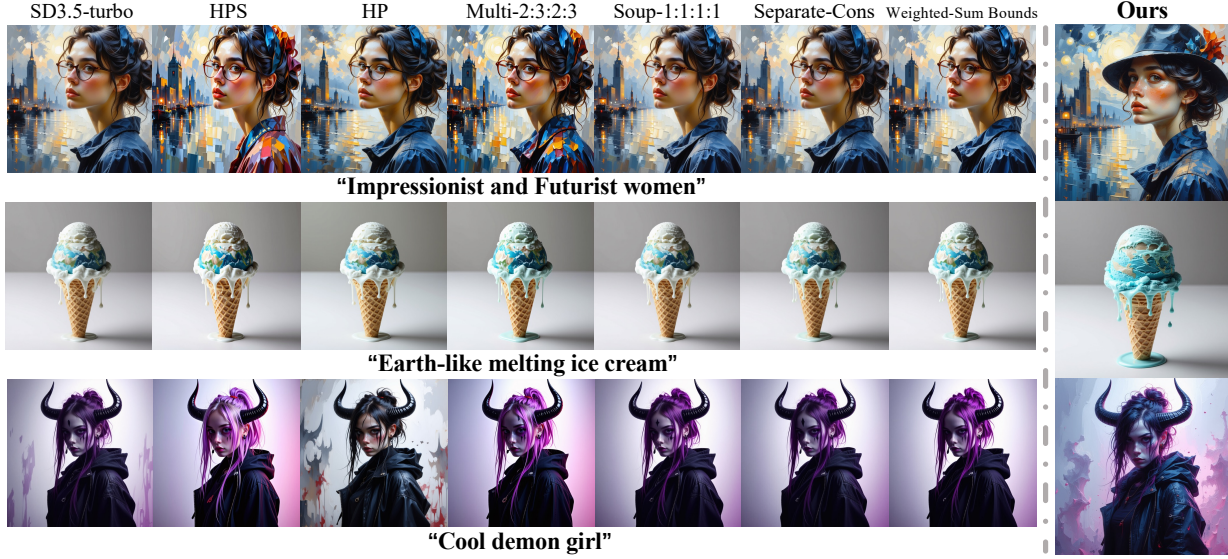 SD3.5-turbo HPS HP Multi-2:3:2:3 Soup-1:1:1:1 Separate-Cons Weighted-Sum Bounds Ours
“Impressionist and Futurist women”
“Earth-like melting ice cream”
“Cool demon girl”